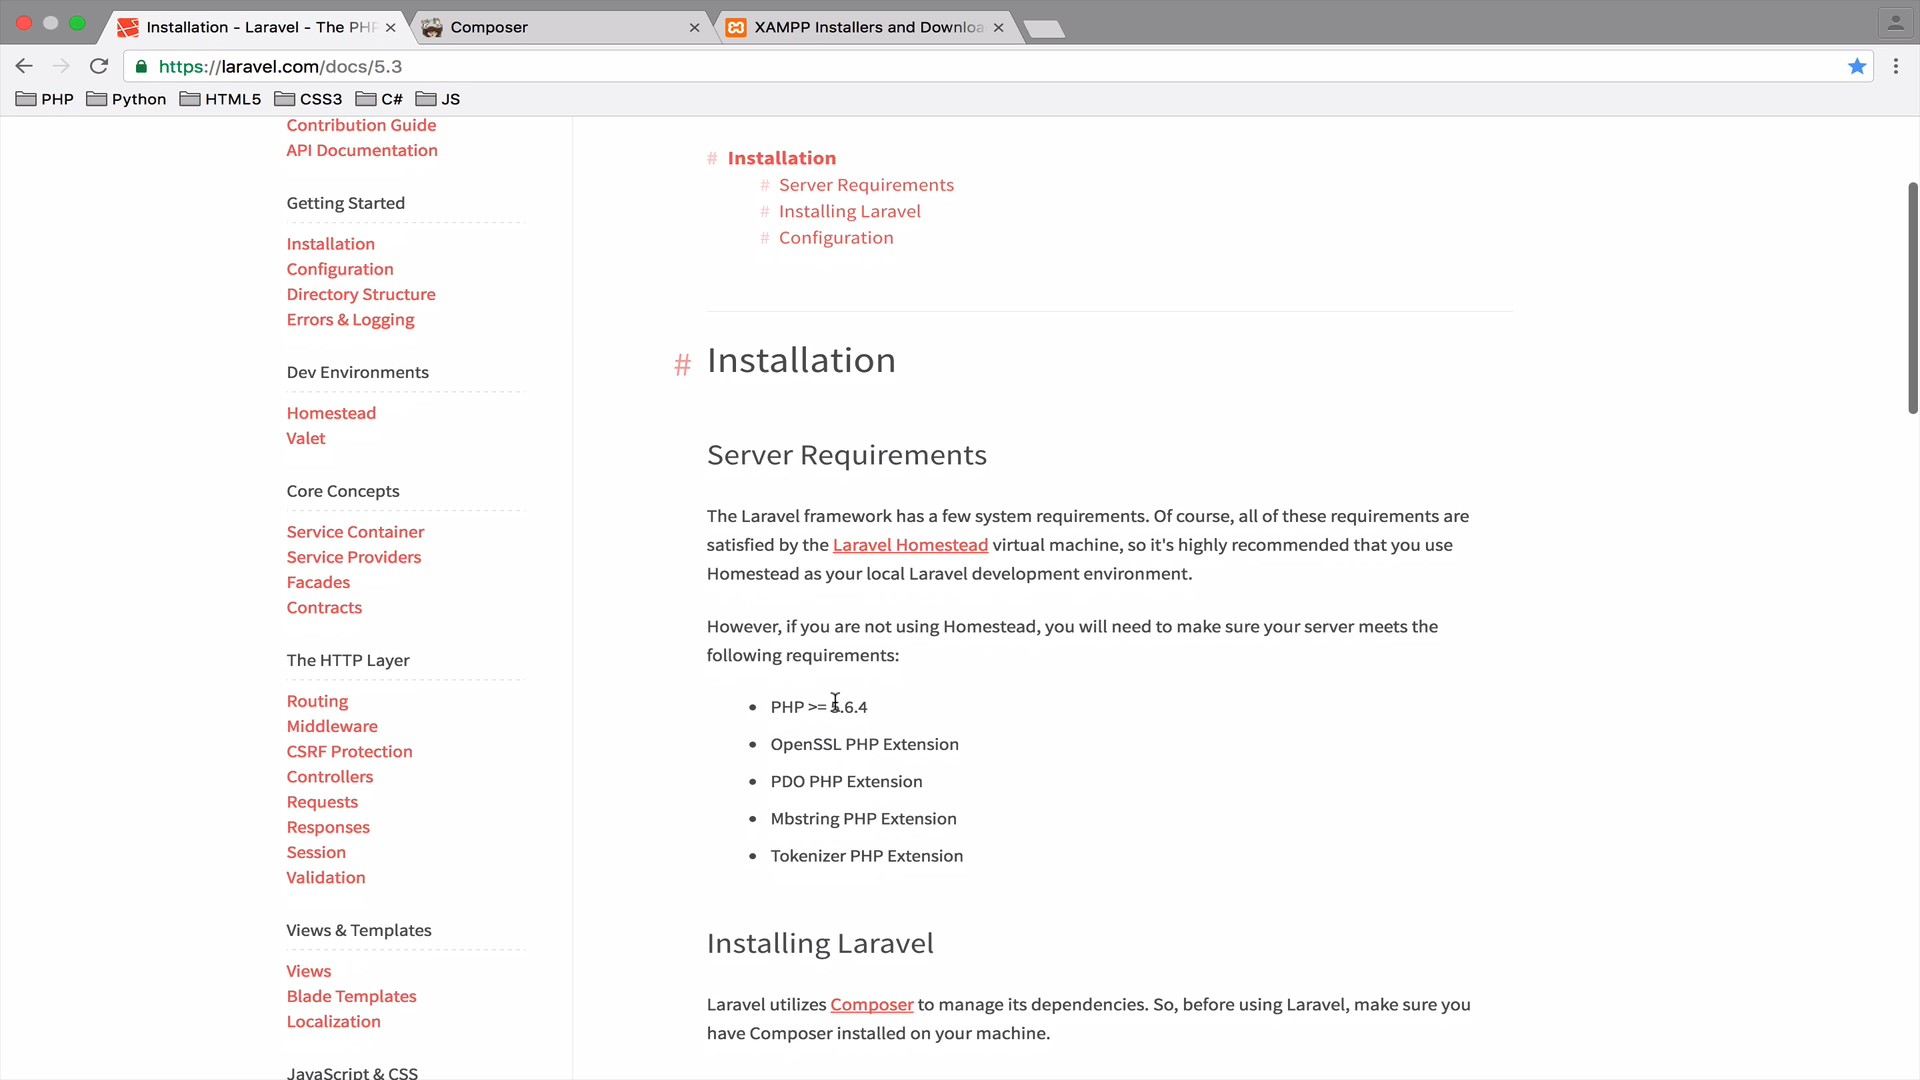 Installation - Laravel - The PHP
Composer
XAMPP Installers and Downloa
https://laravel.com/docs/5.3
PHP
Python
HTML5
CSS3
C#
JS
Contribution Guide
API Documentation
Getting Started
Installation
Configuration
Directory Structure
Errors & Logging
Dev Environments
Homestead
Valet
Core Concepts
Service Container
Service Providers
Facades
Contracts
The HTTP Layer
Routing
Middleware
CSRF Protection
Controllers
Requests
Responses
Session
Validation
Views & Templates
Views
Blade Templates
Localization
JavaScript & CSS
# Installation
# Server Requirements
# Installing Laravel
# Configuration
# Installation
Server Requirements
The Laravel framework has a few system requirements. Of course, all of these requirements are
satisfied by the Laravel Homestead virtual machine, so it's highly recommended that you use
Homestead as your local Laravel development environment.
However, if you are not using Homestead, you will need to make sure your server meets the
following requirements:
• PHP >= 5.6.4
• OpenSSL PHP Extension
• PDO PHP Extension
• Mbstring PHP Extension
• Tokenizer PHP Extension
Installing Laravel
Laravel utilizes Composer to manage its dependencies. So, before using Laravel, make sure you
have Composer installed on your machine.